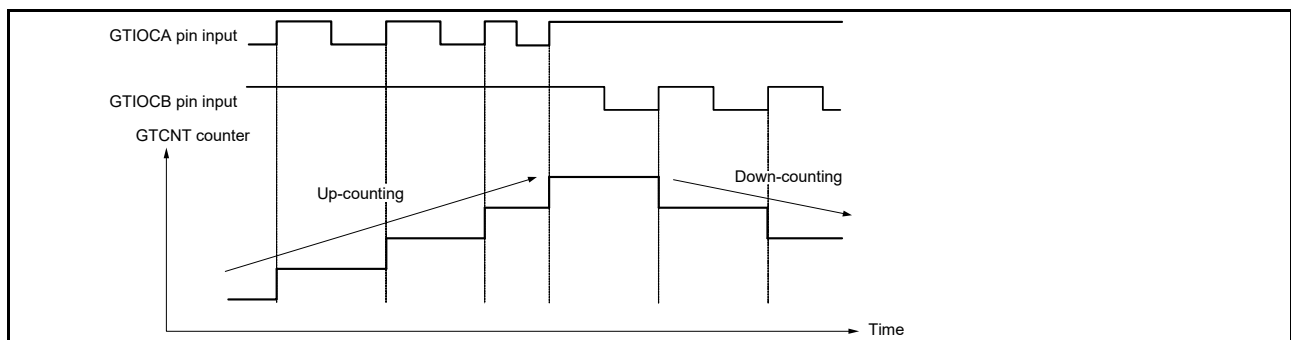 GTIOCA pin input
GTIOCB pin input
GTCNT counter
Up-counting
Down-counting
Time